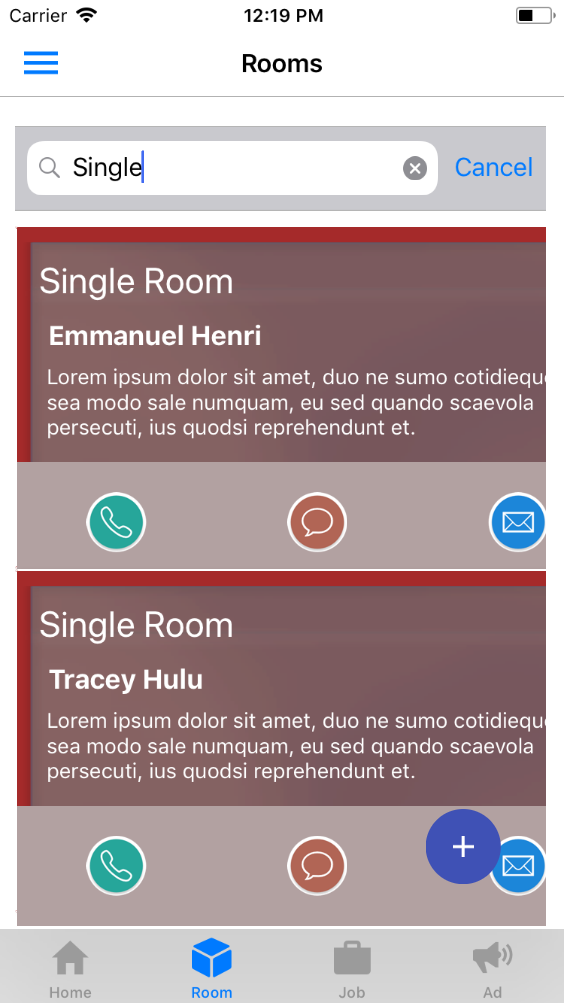 Carrier 12:19 PM
Rooms
Single Cancel
Single Room
Emmanuel Henri
Lorem ipsum dolor sit amet, duo ne sumo cotidieque
sea modo sale numquam, eu sed quando scaevola
persecuti, ius quodsi reprehendunt et.
Single Room
Tracey Hulu
Lorem ipsum dolor sit amet, duo ne sumo cotidieque
sea modo sale numquam, eu sed quando scaevola
persecuti, ius quodsi reprehendunt et.
Home Room Job Ad